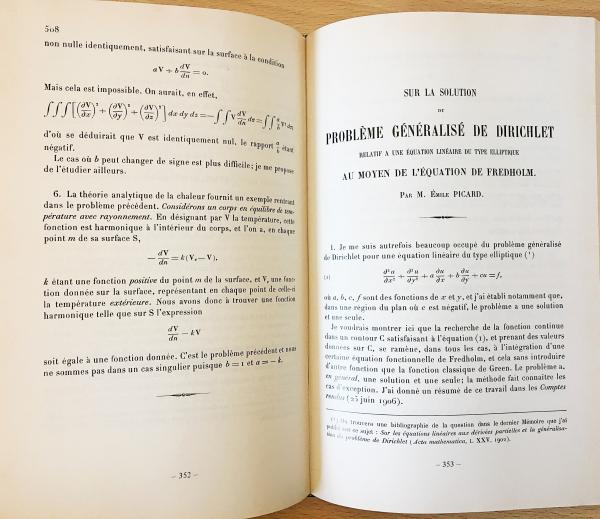 508
non nulle identiquement, satisfaisant sur la surface à la condition
aV + b dV/dn = 0.
Mais cela est impossible. On aurait, en effet,
∫∫∫[(∂V/∂x)² + (∂V/∂y)² + (∂V/∂z)²] dx dy dz = −∫∫V dV/dn ds = ∫∫ a/b V² ds,
d'où se déduirait que V est identiquement nul, le rapport a/b étant
négatif.
Le cas où b peut changer de signe est plus difficile; je me propose
de l'étudier ailleurs.
6. La théorie analytique de la chaleur fournit un exemple rentrant
dans le problème précédent. Considérons un corps en équilibre de tem-
pérature avec rayonnement. En désignant par V la température, cette
fonction est harmonique à l'intérieur du corps, et l'on a, en chaque
point m de sa surface S,
− dV/dn = k(V₀ − V),
k étant une fonction positive du point m de la surface, et V₀ une fonc-
tion donnée sur la surface, représentant en chaque point de celle-ci
la température extérieure. Nous avons donc à trouver une fonction
harmonique telle que sur S l'expression
dV/dn − kV
soit égale à une fonction donnée. C'est le problème précédent et nous
ne sommes pas dans un cas singulier puisque b = 1 et a = − k.
– 352 –
SUR LA SOLUTION
DU
PROBLÈME GÉNÉRALISÉ DE DIRICHLET
RELATIF A UNE ÉQUATION LINÉAIRE DU TYPE ELLIPTIQUE
AU MOYEN DE L'ÉQUATION DE FREDHOLM.
PAR M. ÉMILE PICARD.
1. Je me suis autrefois beaucoup occupé du problème généralisé
de Dirichlet pour une équation linéaire du type elliptique (¹)
(1) ∂²u/∂x² + ∂²u/∂y² + a ∂u/∂x + b ∂u/∂y + cu = f,
où a, b, c, f sont des fonctions de x et y, et j'ai établi notamment que,
dans une région du plan où c est négatif, le problème a une solution
et une seule.
Je voudrais montrer ici que la recherche de la fonction continue
dans un contour C satisfaisant à l'équation (1), et prenant des valeurs
données sur C, se ramène, dans tous les cas, à l'intégration d'une
certaine équation fonctionnelle de Fredholm, et cela sans introduire
d'autre fonction que la fonction classique de Green. Le problème a,
en général, une solution et une seule; la méthode fait connaître les
cas d'exception. J'ai donné un résumé de ce travail dans les Comptes
rendus (25 juin 1906).
(¹) On trouvera une bibliographie de la question dans le dernier Mémoire que j'ai
publié sur ce sujet : Sur les équations linéaires aux dérivées partielles et la généralisa-
tion du problème de Dirichlet (Acta mathematica, t. XXV, 1902).
– 353 –